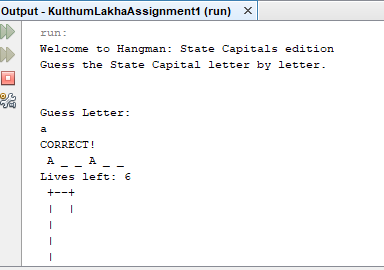 Output - KulthumLakhaAssignment1 (run) ×
run:
Welcome to Hangman: State Capitals edition
Guess the State Capital letter by letter.
Guess Letter:
a
CORRECT!
A _ _ A _ _
Lives left: 6
+--+
|  |
|
|
|